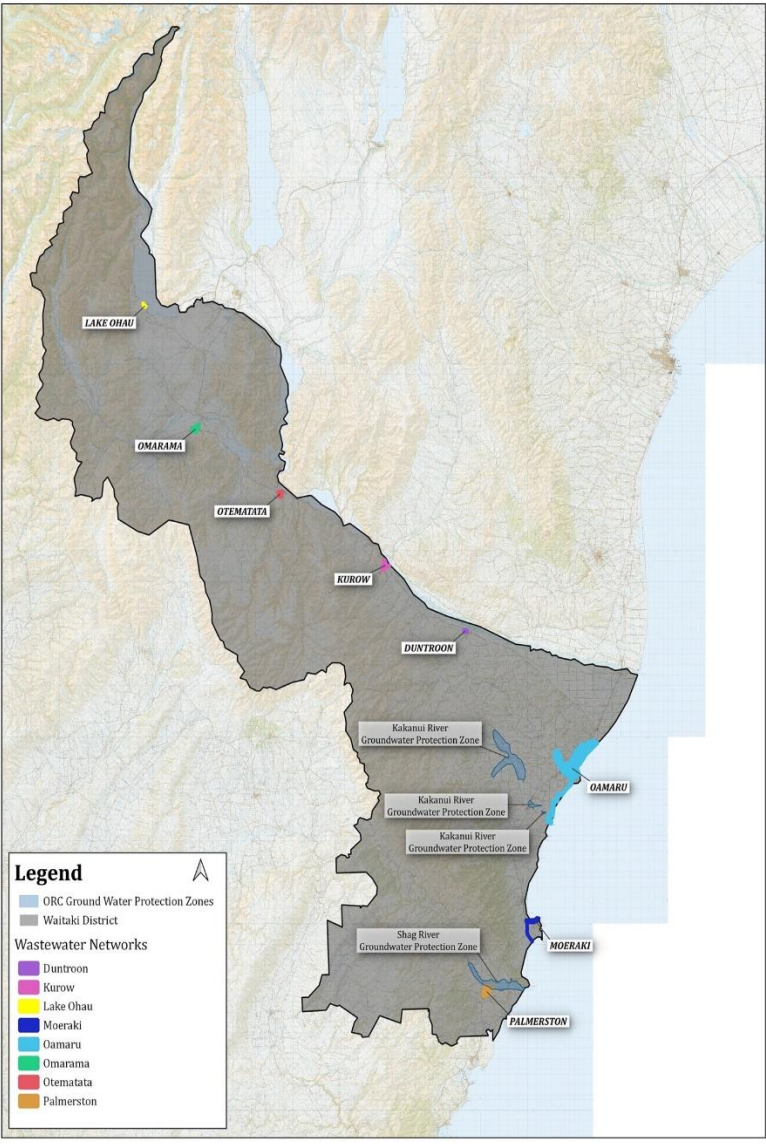 LAKE OHAU
OMARAMA
OTEMATATA
KUROW
DUNTROON
Kakanui River
Groundwater Protection Zone
OAMARU
Kakanui River
Groundwater Protection Zone
Kakanui River
Groundwater Protection Zone
MOERAKI
Shag River
Groundwater Protection Zone
PALMERSTON
Legend
ORC Ground Water Protection Zones
Waitaki District
Wastewater Networks
Duntroon
Kurow
Lake Ohau
Moeraki
Oamaru
Omarama
Otematata
Palmerston